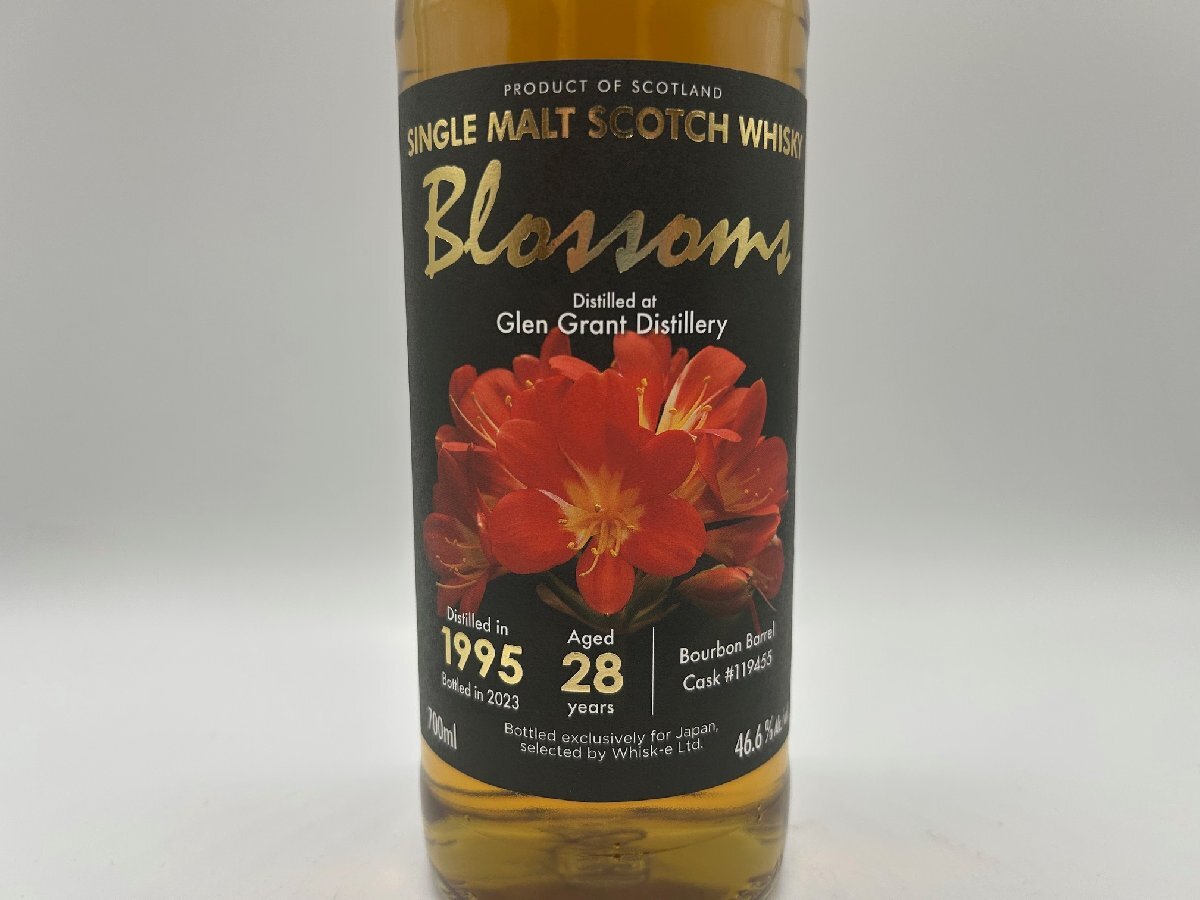 PRODUCT OF SCOTLAND
SINGLE MALT SCOTCH WHISKY
Blossoms
Distilled at
Glen Grant Distillery
Distilled in
1995
Bottled in 2023
Aged
28
years
Bourbon Barrel
Cask #119455
700ml
Bottled exclusively for Japan,
selected by Whisk-e Ltd.
46.6%